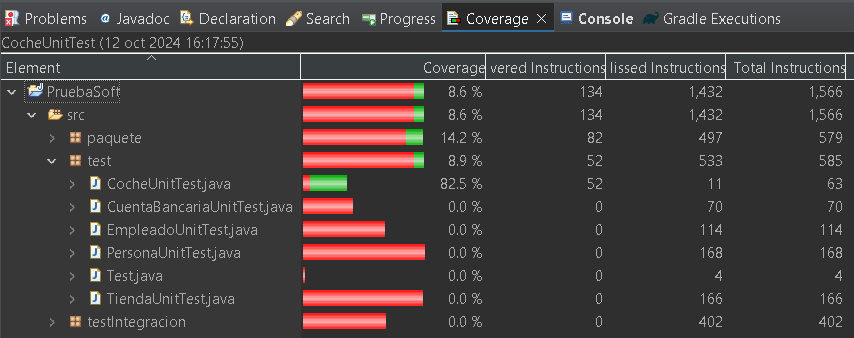 Problems Javadoc Declaration Search Progress Coverage Console Gradle Executions
CocheUnitTest (12 oct 2024 16:17:55)
Element Coverage vered Instructions lissed Instructions Total Instructions
PruebaSoft 8.6 % 134 1,432 1,566
src 8.6 % 134 1,432 1,566
paquete 14.2 % 82 497 579
test 8.9 % 52 533 585
CocheUnitTest.java 82.5 % 52 11 63
CuentaBancariaUnitTest.java 0.0 % 0 70 70
EmpleadoUnitTest.java 0.0 % 0 114 114
PersonaUnitTest.java 0.0 % 0 168 168
Test.java 0.0 % 0 4 4
TiendaUnitTest.java 0.0 % 0 166 166
testIntegracion 0.0 % 0 402 402